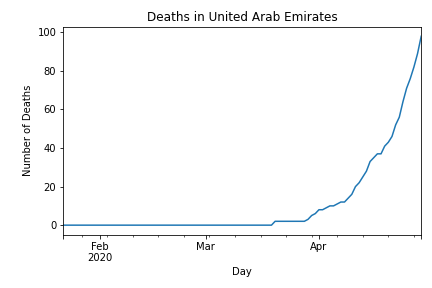 Deaths in United Arab Emirates
100
80
60
40
20
0
Number of Deaths
Feb
2020
Mar
Apr
Day